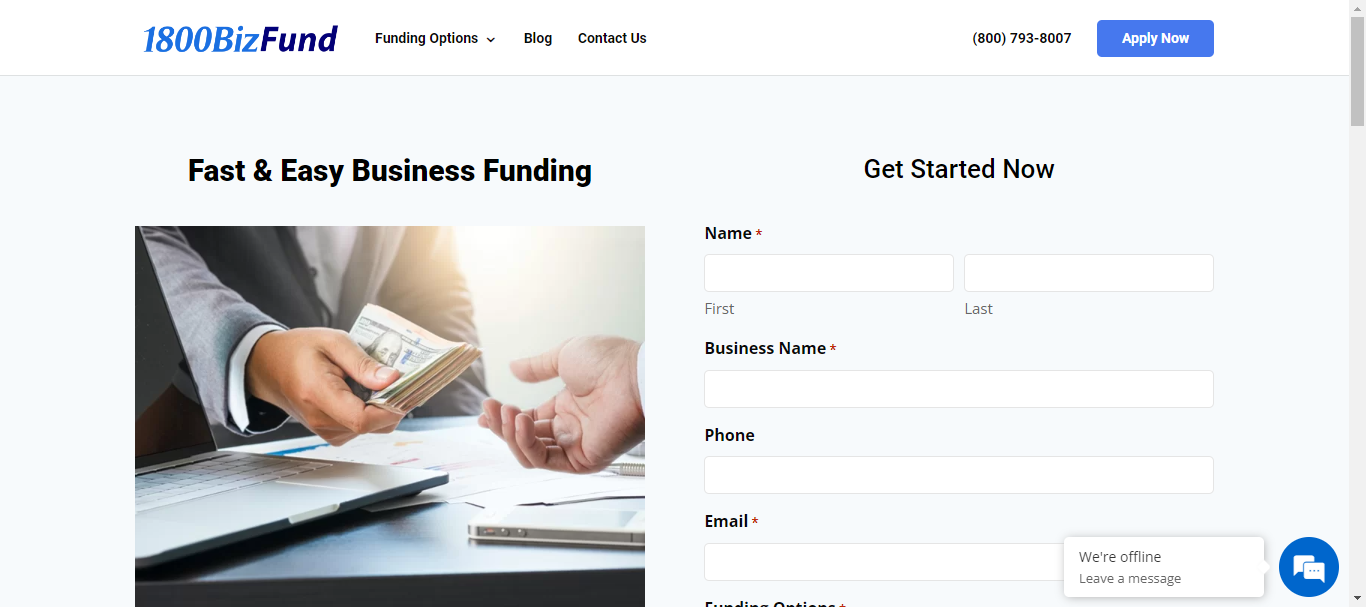 1800BizFund
Funding Options
Blog
Contact Us
(800) 793-8007
Apply Now
Fast & Easy Business Funding
Get Started Now
Name *
First
Last
Business Name *
Phone
Email *
We're offline
Leave a message
Funding Options *